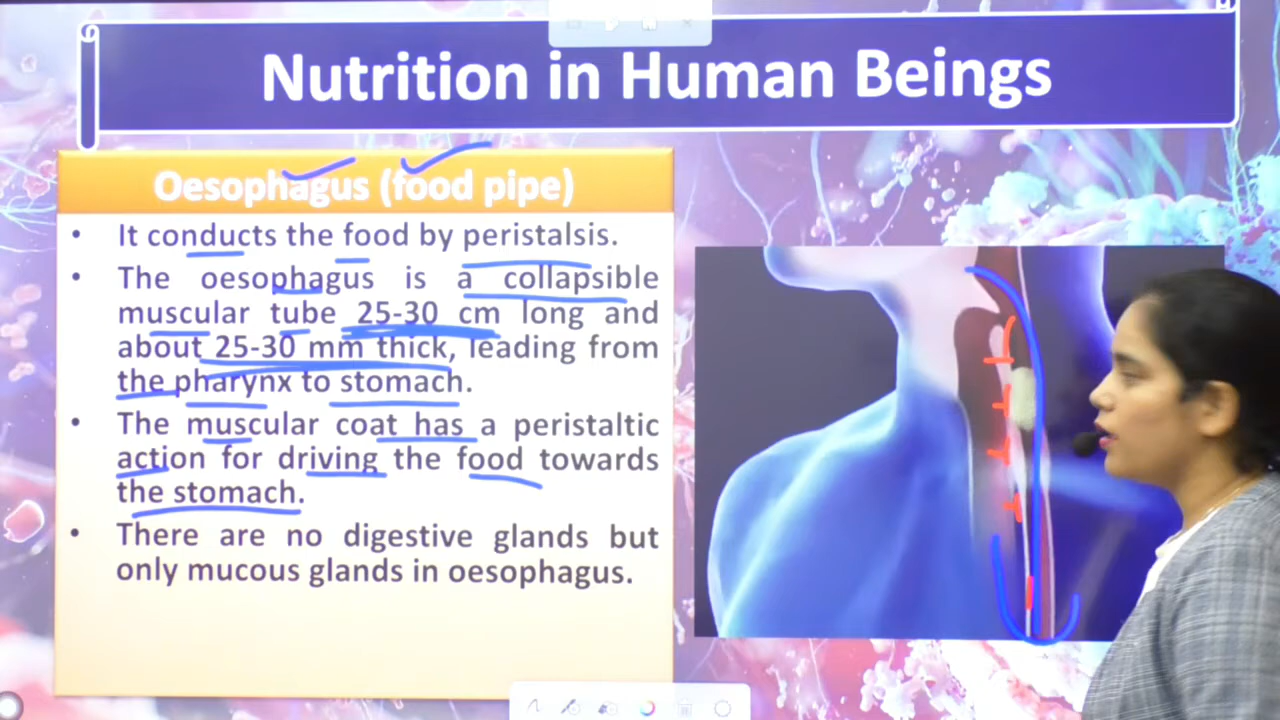 Nutrition in Human Beings
Oesophagus (food pipe)
• It conducts the food by peristalsis.
• The oesophagus is a collapsible
muscular tube 25-30 cm long and
about 25-30 mm thick, leading from
the pharynx to stomach.
• The muscular coat has a peristaltic
action for driving the food towards
the stomach.
• There are no digestive glands but
only mucous glands in oesophagus.